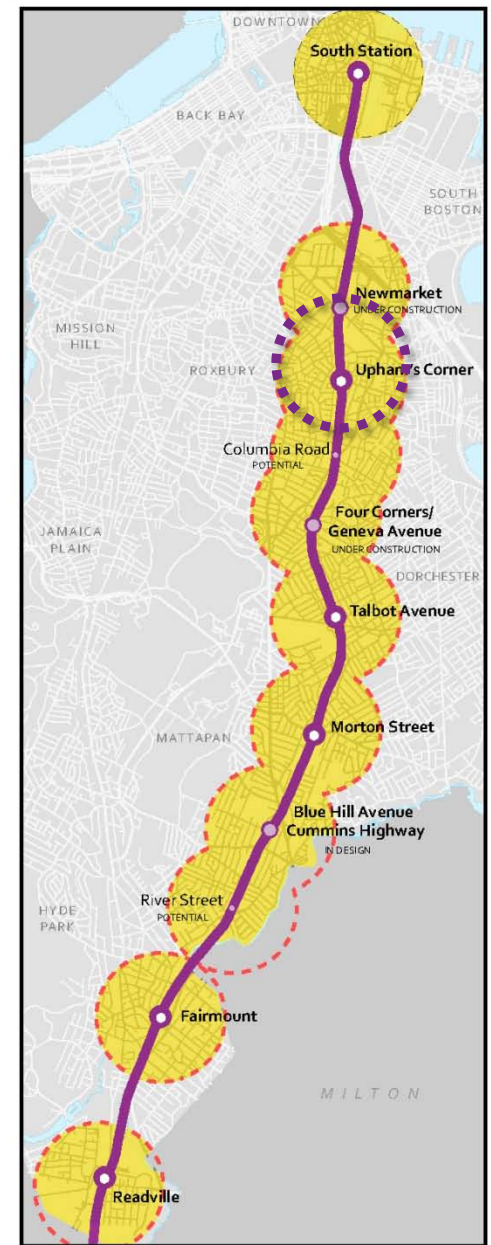 DOWNTOWN
South Station
BACK BAY
SOUTH
BOSTON
Newmarket
UNDER CONSTRUCTION
MISSION
HILL
ROXBURY
Upham's Corner
Columbia Road
POTENTIAL
Four Corners/
Geneva Avenue
UNDER CONSTRUCTION
JAMAICA
PLAIN
DORCHESTER
Talbot Avenue
Morton Street
MATTAPAN
Blue Hill Avenue
Cummins Highway
IN DESIGN
River Street
POTENTIAL
HYDE
PARK
Fairmount
MILTON
Readville